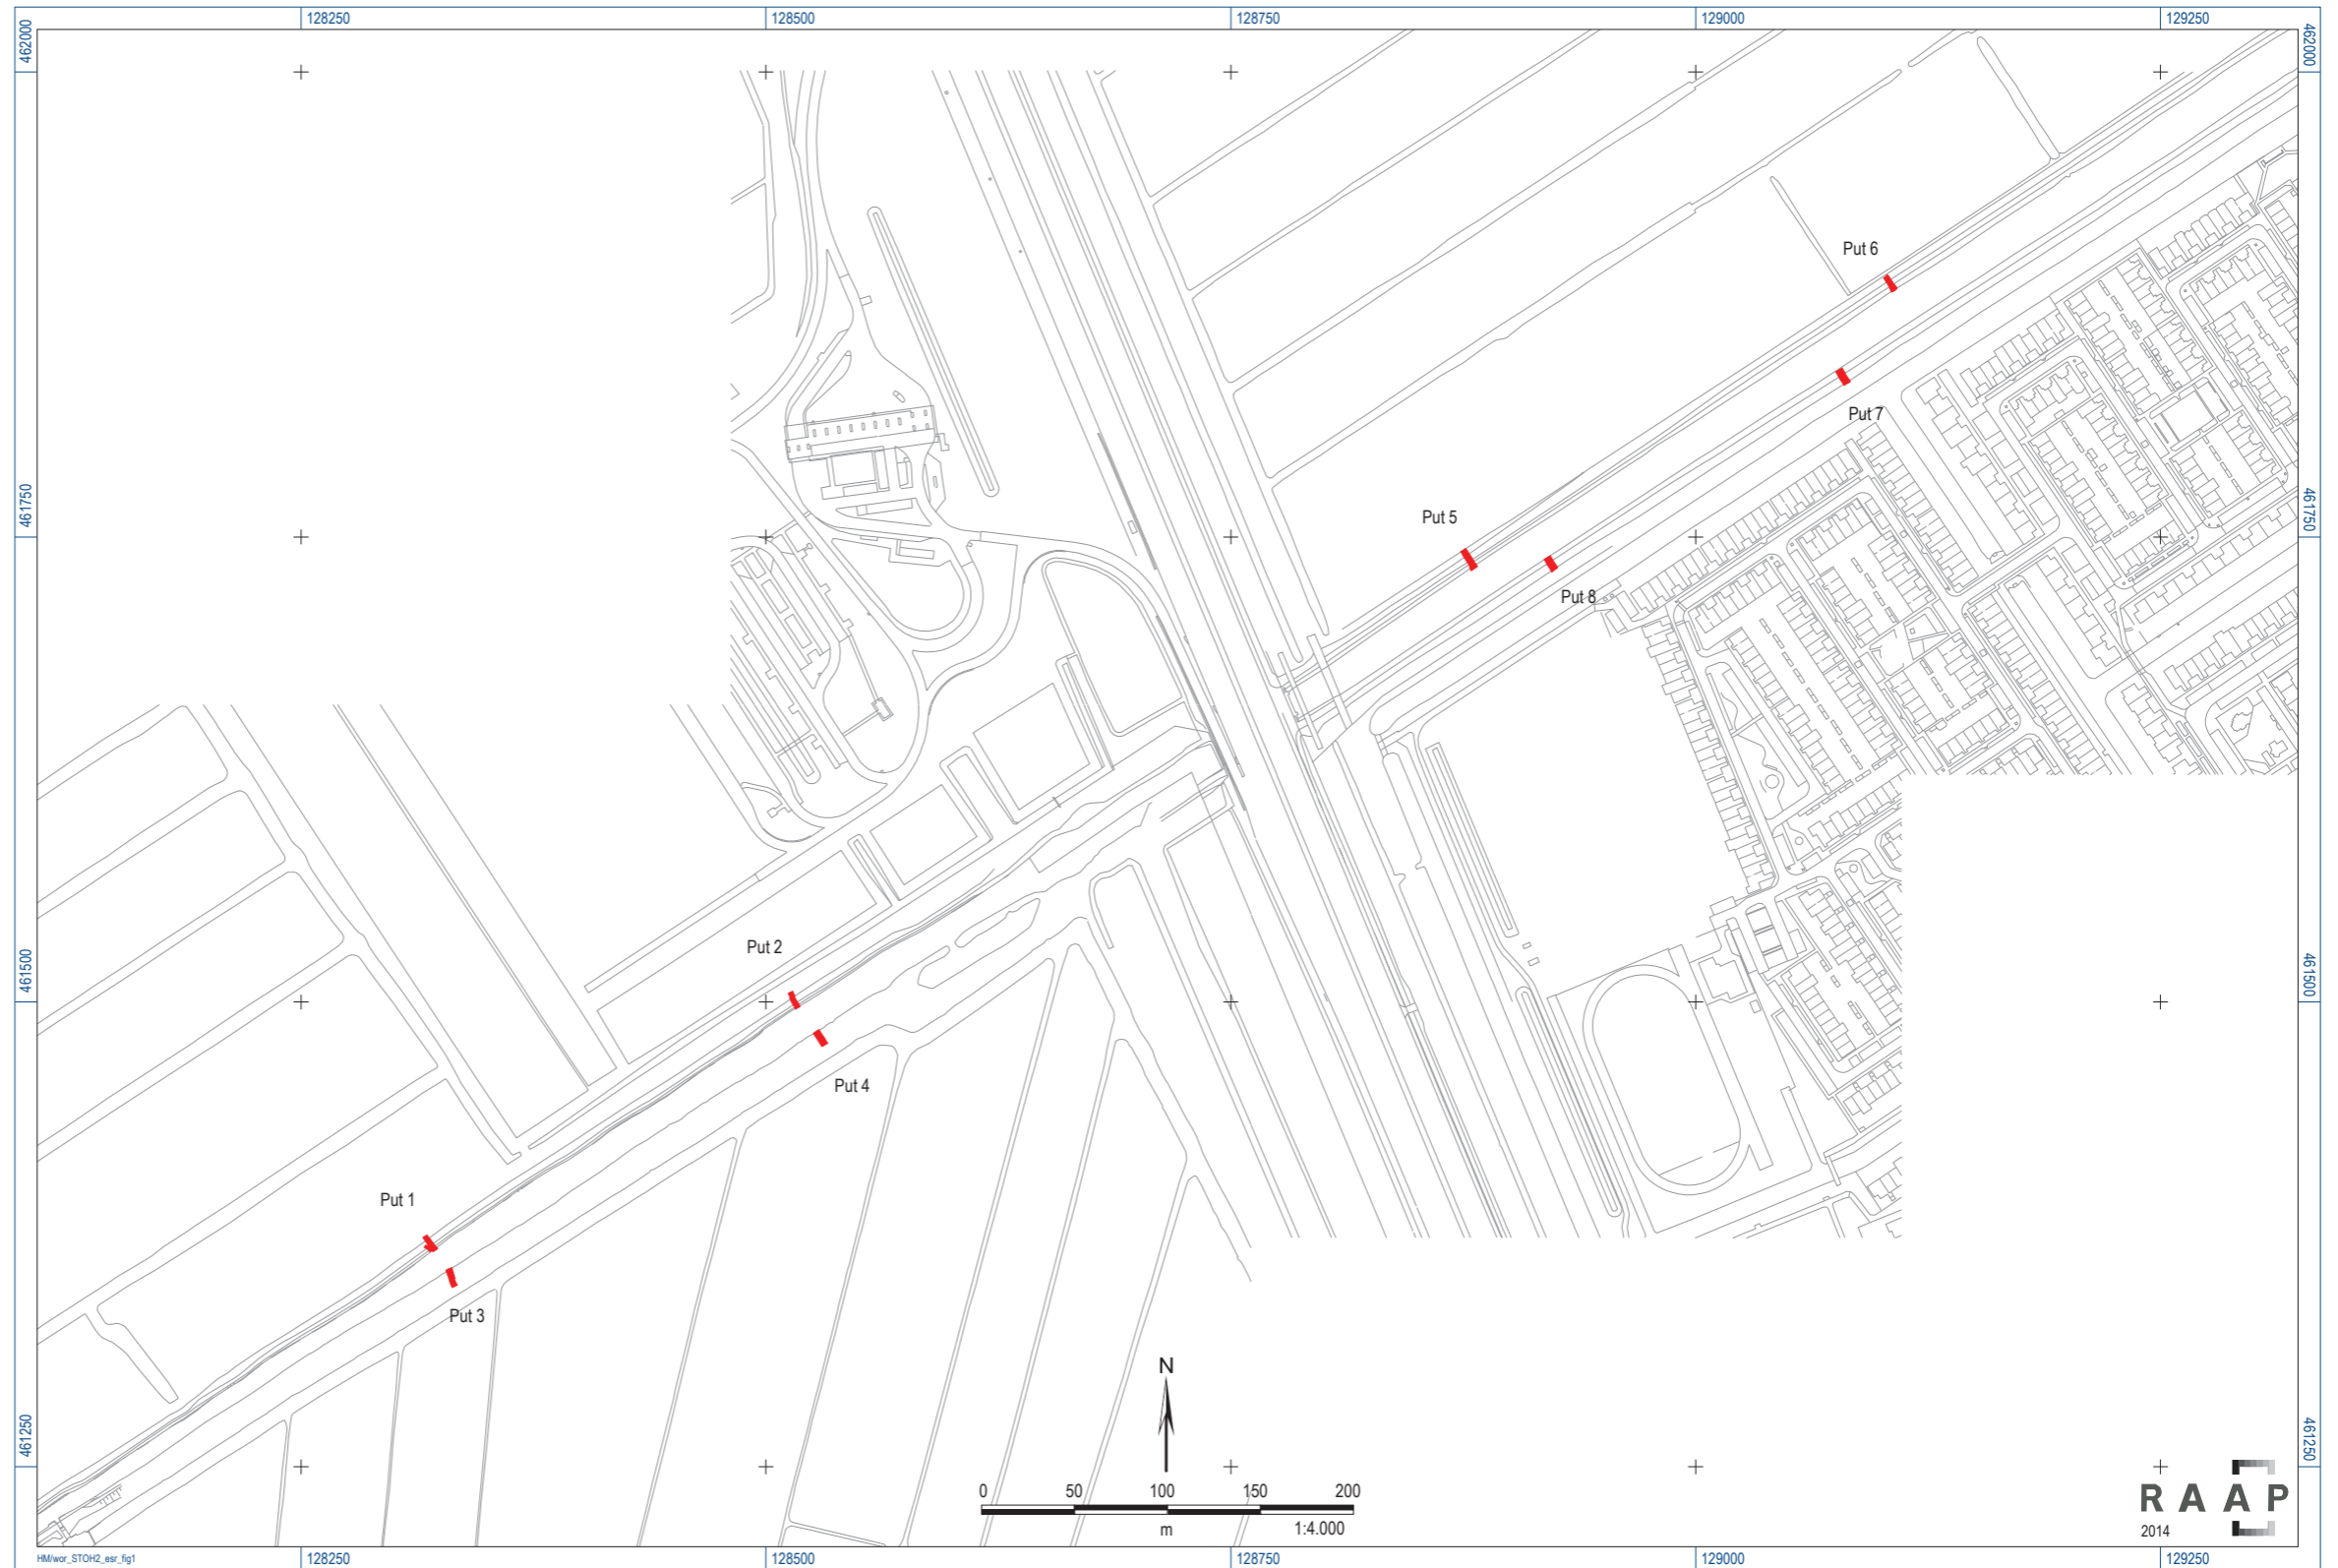 128250 128500 128750 129000 129250
462000 462000
Put 6
Put 7
461750 461750
Put 5
Put 8
Put 2
461500 461500
Put 4
Put 1
Put 3
N
461250 461250
0 50 100 150 200
m 1:4.000
RAAP
2014
HM/wor_STOH2_esr_fig1
128250 128500 128750 129000 129250